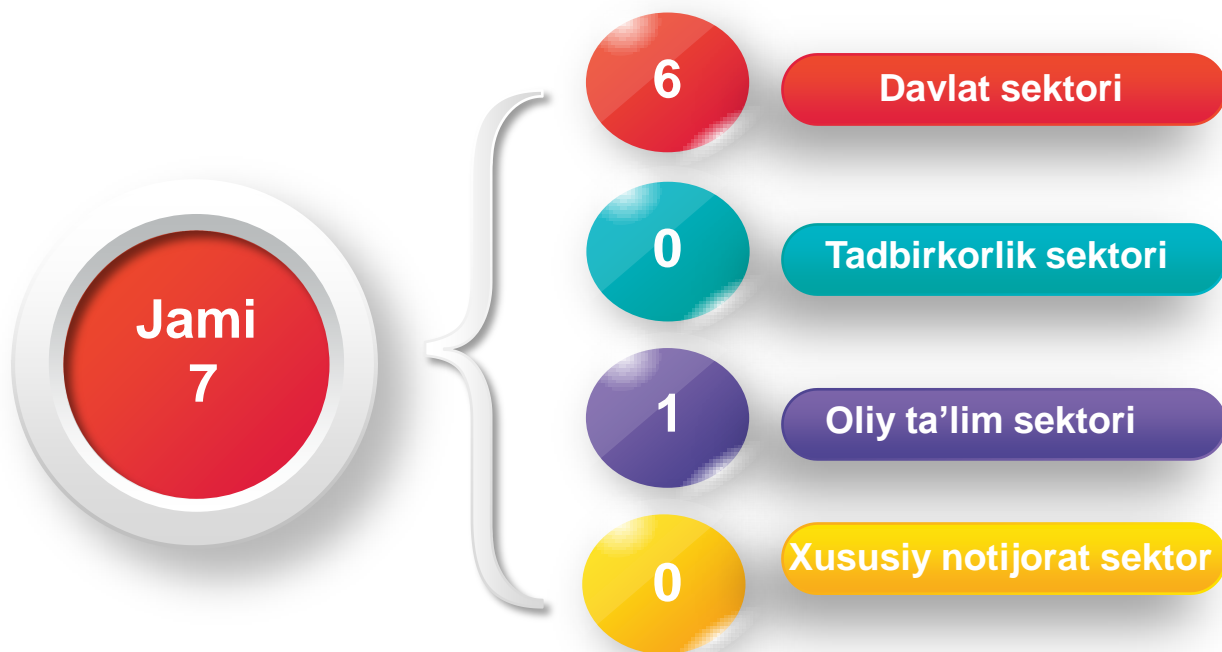 Jami
7
6
Davlat sektori
0
Tadbirkorlik sektori
1
Oliy ta’lim sektori
0
Xususiy notijorat sektor